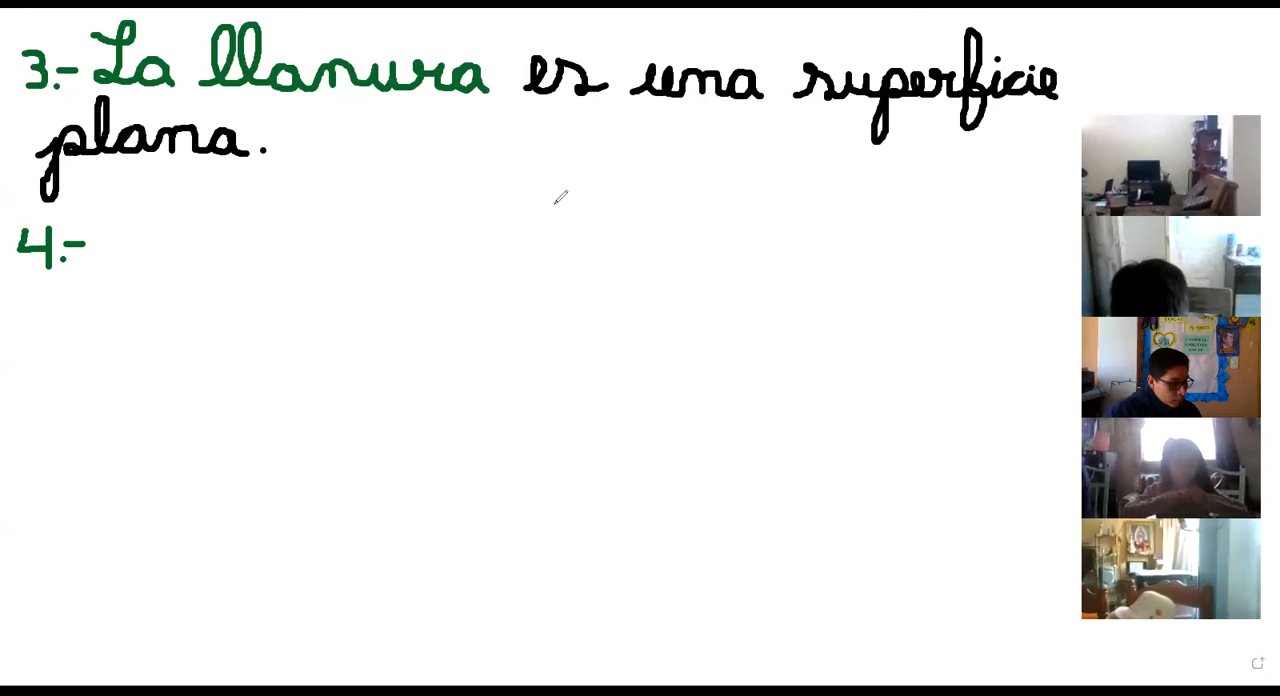 3.- La llanura es una superficie
plana.
4.-